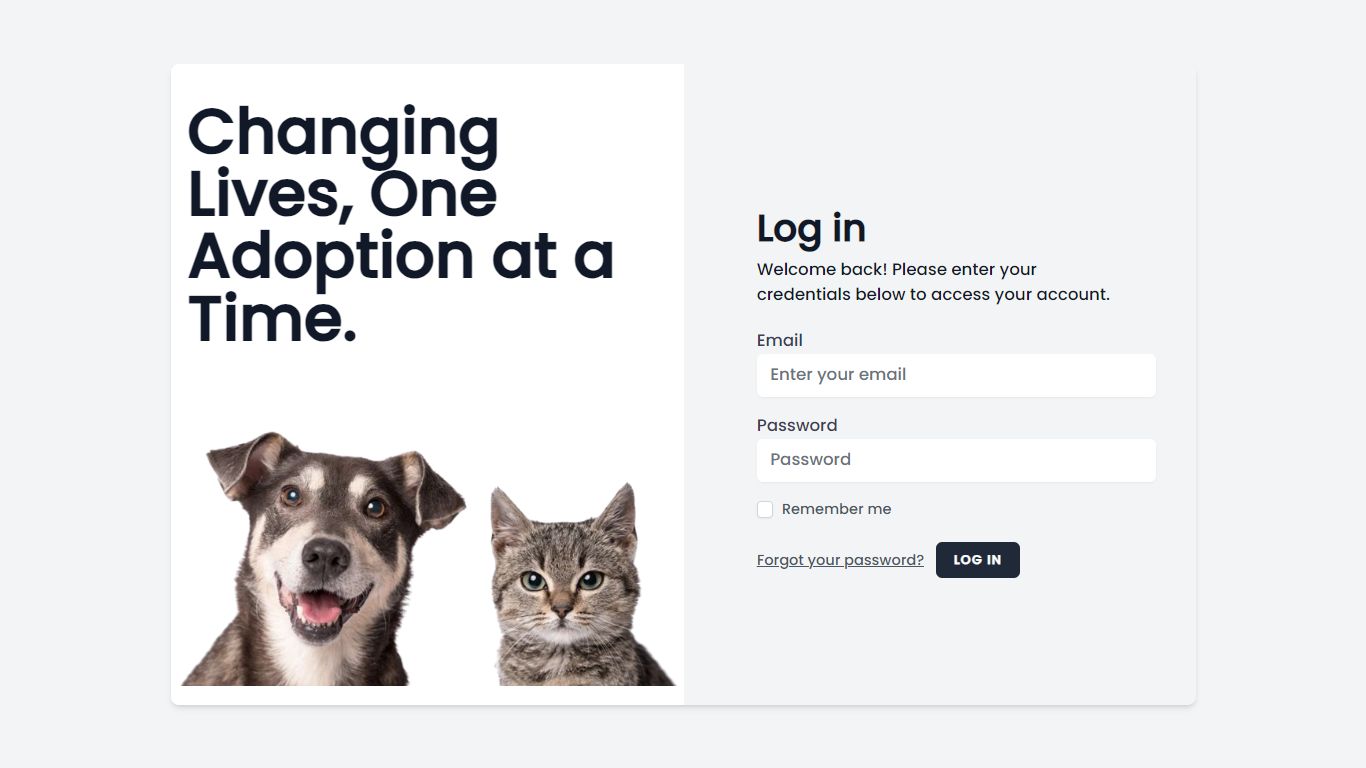 Changing
Lives, One
Adoption at a
Time.
Log in
Welcome back! Please enter your
credentials below to access your account.
Email
Enter your email
Password
Password
Remember me
Forgot your password? LOG IN